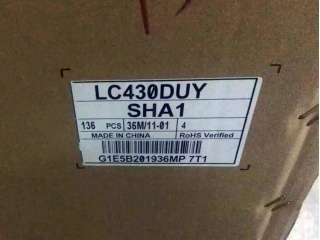 LC430DUY
SHA1
136 PCS 36M/11-01 4
MADE IN CHINA RoHS Verified
G1E5B201936MP 7T1